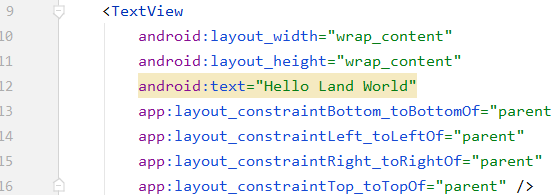 9 <TextView
10 android:layout_width="wrap_content"
11 android:layout_height="wrap_content"
12 android:text="Hello Land World"
13 app:layout_constraintBottom_toBottomOf="parent
14 app:layout_constraintLeft_toLeftOf="parent"
15 app:layout_constraintRight_toRightOf="parent"
16 app:layout_constraintTop_toTopOf="parent" />